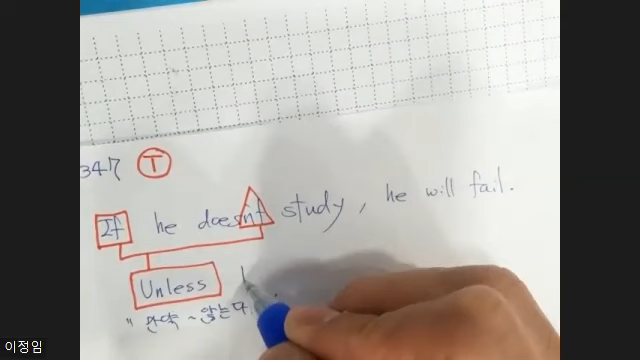 347 T
If he doesn't study, he will fail.
Unless
" 만약 ~ 않는다
이정임